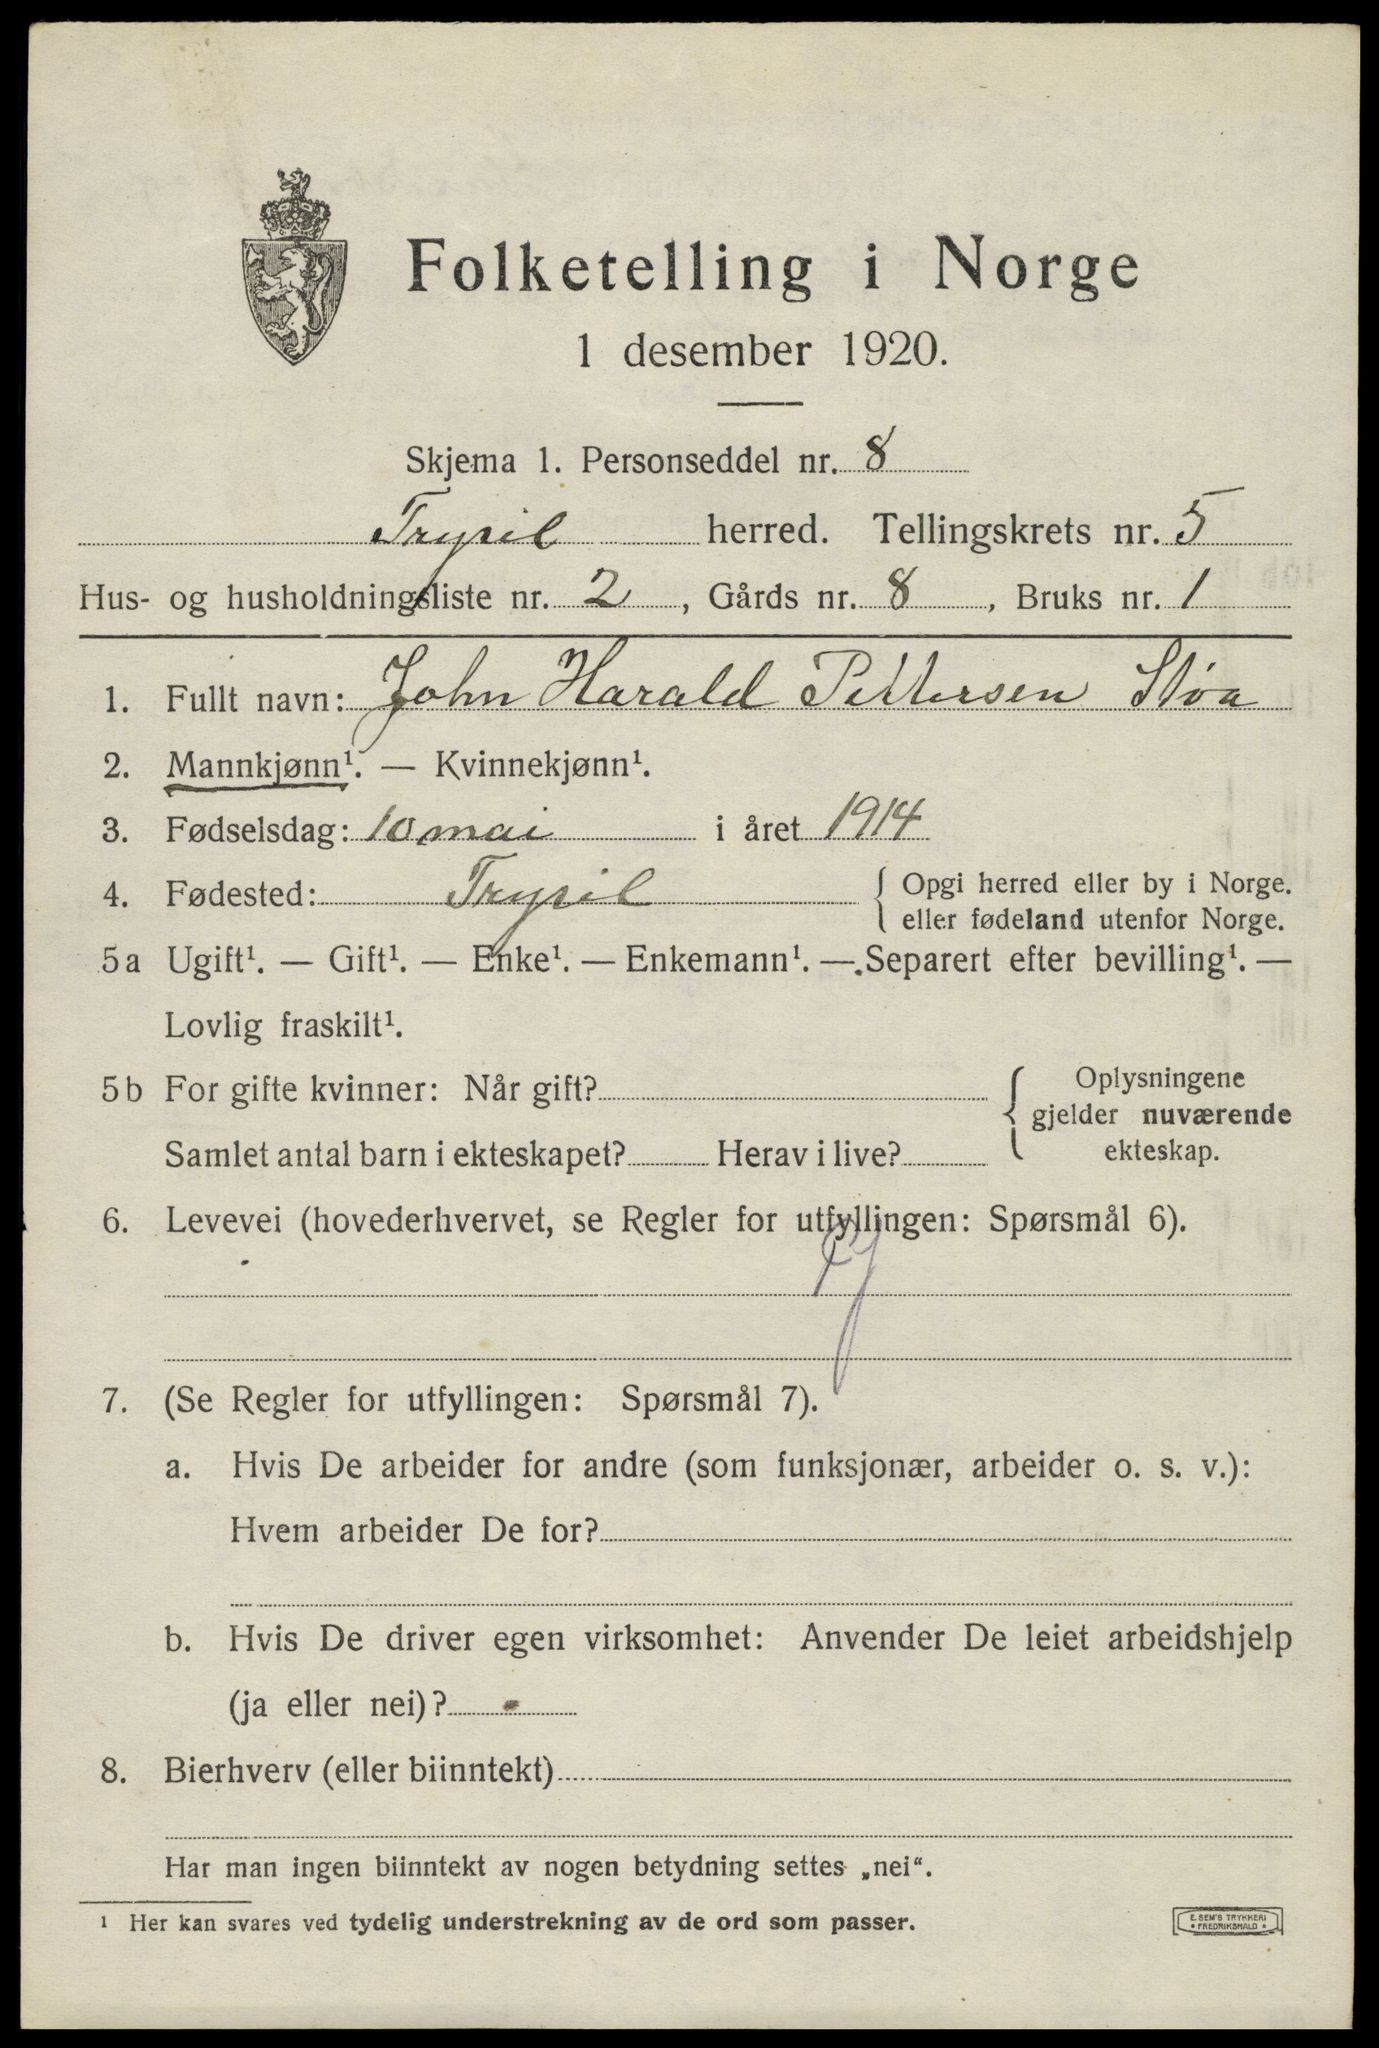 Folketelling i Norge
1 desember 1920.
Skjema 1. Personseddel nr. 8
Trysil herred. Tellingskrets nr. 5
Hus- og husholdningsliste nr. 2, Gårds nr. 8, Bruks nr. 1
1. Fullt navn: John Harald Pettersen Støa
2. Mannkjønn¹. — Kvinnekjønn¹.
3. Fødselsdag: 10 mai i året 1914
4. Fødested: Trysil { Opgi herred eller by i Norge.
eller fødeland utenfor Norge.
5a Ugift¹. — Gift¹. — Enke¹. — Enkemann¹. — Separert efter bevilling¹. —
Lovlig fraskilt¹.
5b For gifte kvinner: Når gift? { Oplysningene
gjelder nuværende
Samlet antal barn i ekteskapet? Herav i live? ekteskap.
6. Levevei (hovederhvervet, se Regler for utfyllingen: Spørsmål 6).
7. (Se Regler for utfyllingen: Spørsmål 7).
a. Hvis De arbeider for andre (som funksjonær, arbeider o. s. v.):
Hvem arbeider De for?
b. Hvis De driver egen virksomhet: Anvender De leiet arbeidshjelp
(ja eller nei)? -
8. Bierhverv (eller biinntekt)
Har man ingen biinntekt av nogen betydning settes „nei“.
¹ Her kan svares ved tydelig understrekning av de ord som passer.
E. SEM'S TRYKKERI
* FREDRIKSHALD *